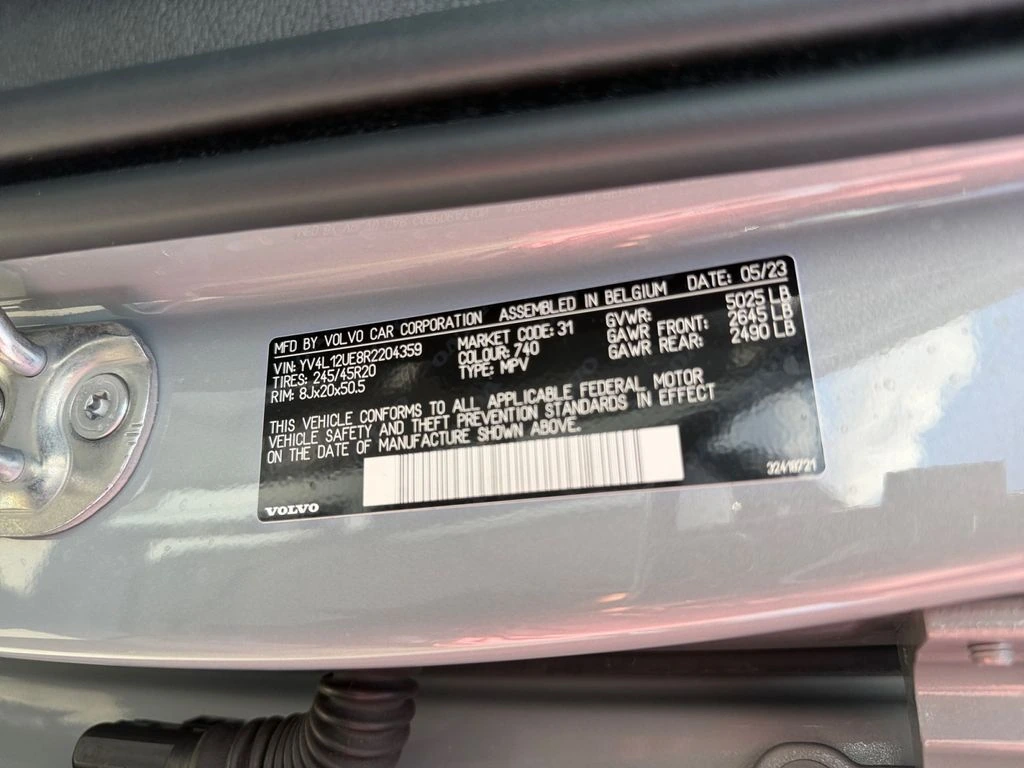 MFD BY VOLVO CAR CORPORATION ASSEMBLED IN BELGIUM DATE: 05/23
VIN: YV4L12UE8R2204359 MARKET CODE: 31 GVWR: 5025 LB
TIRES: 245/45R20 COLOUR: 740 GAWR FRONT: 2645 LB
RIM: 8Jx20x50.5 TYPE: MPV GAWR REAR: 2490 LB
THIS VEHICLE CONFORMS TO ALL APPLICABLE FEDERAL MOTOR
VEHICLE SAFETY AND THEFT PREVENTION STANDARDS IN EFFECT
ON THE DATE OF MANUFACTURE SHOWN ABOVE.
VOLVO 32418721